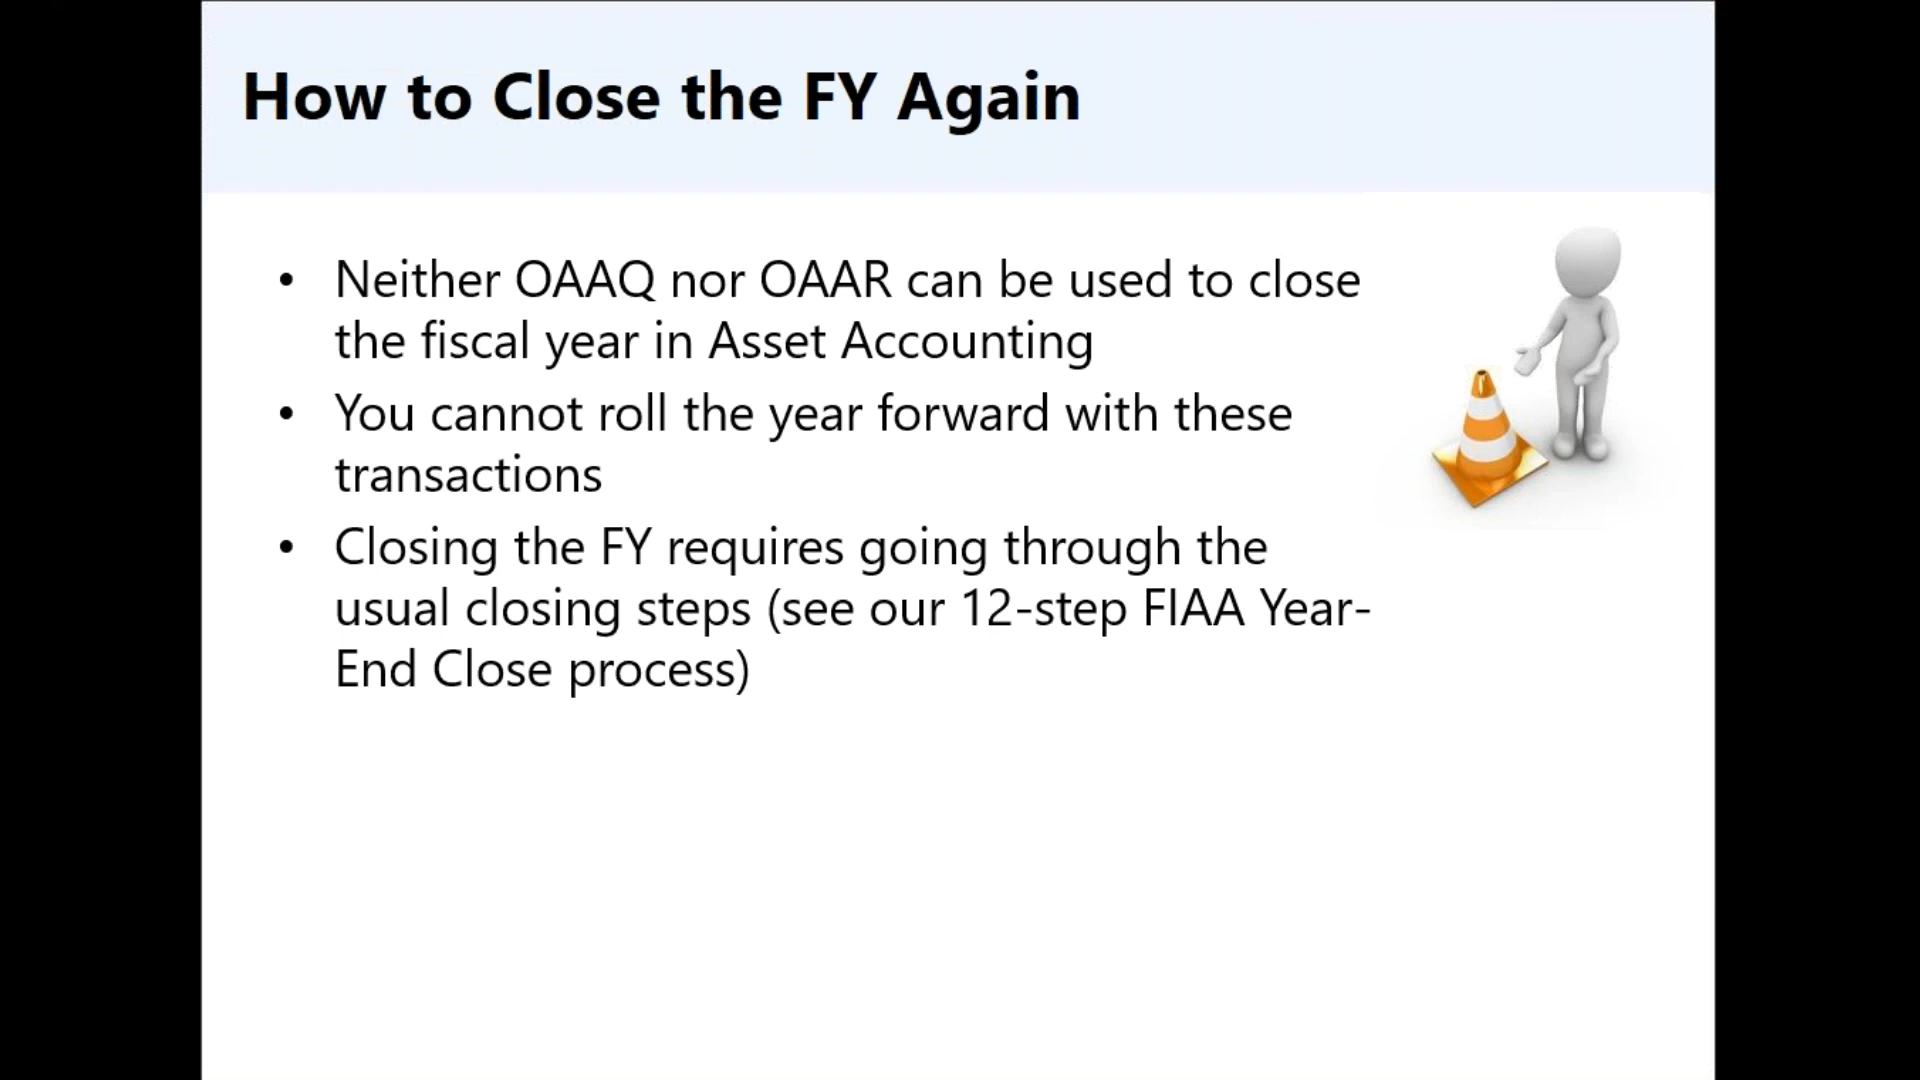 How to Close the FY Again
• Neither OAAQ nor OAAR can be used to close
the fiscal year in Asset Accounting
• You cannot roll the year forward with these
transactions
• Closing the FY requires going through the
usual closing steps (see our 12-step FIAA Year-
End Close process)